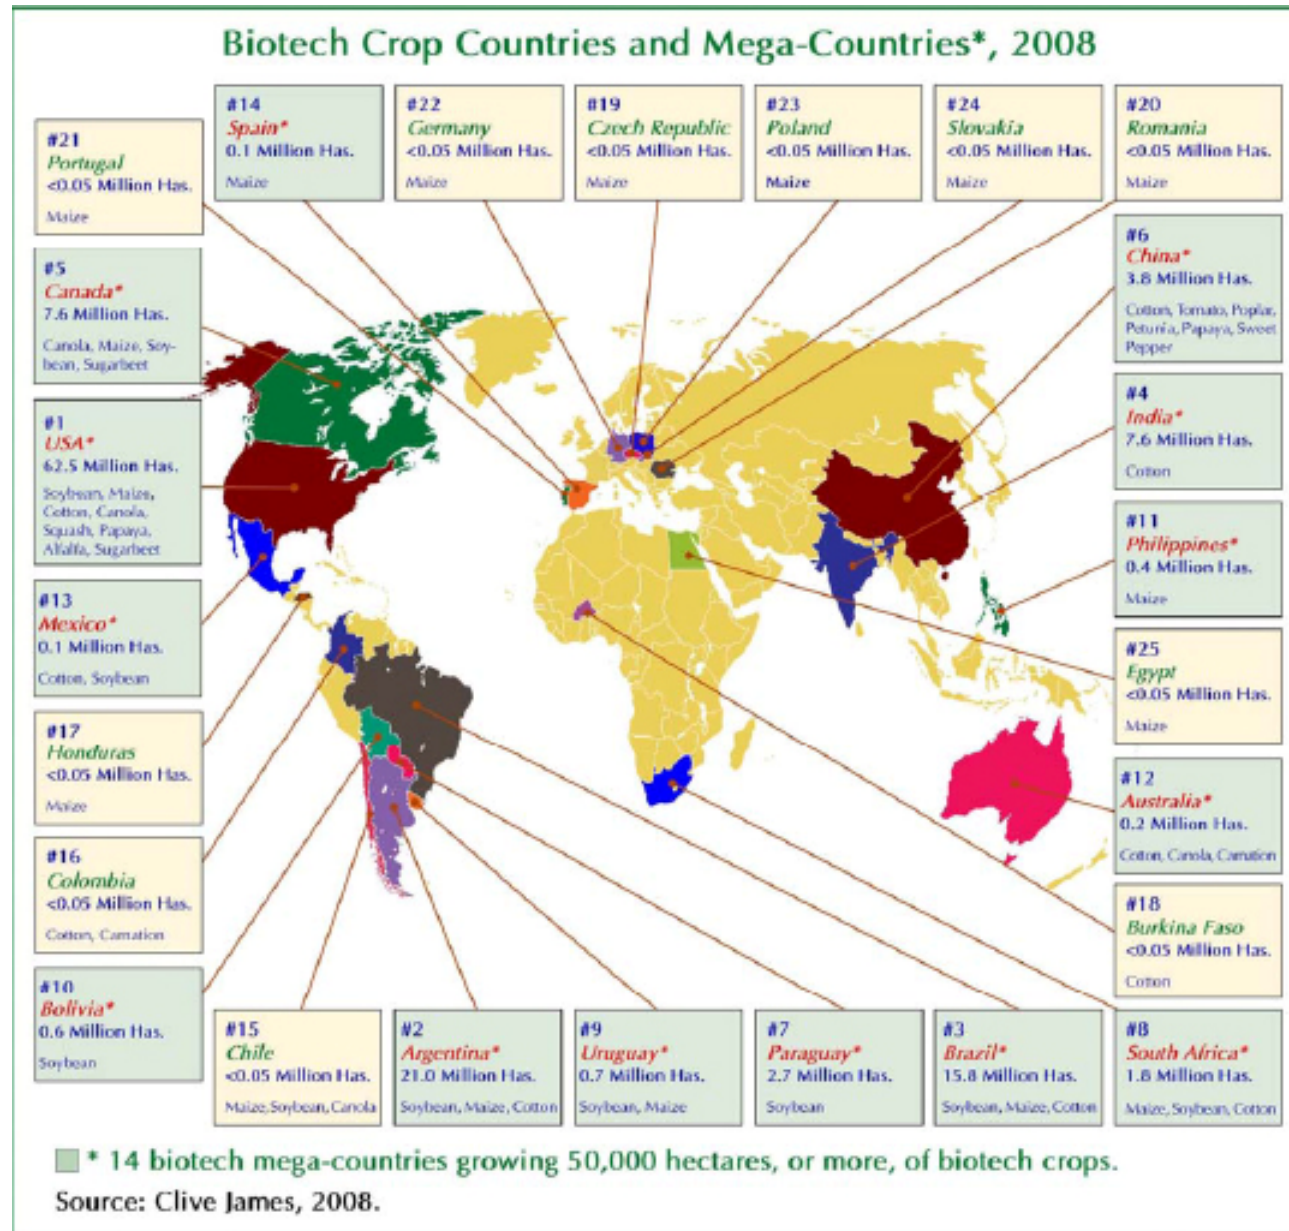 Biotech Crop Countries and Mega-Countries*, 2008
#14
Spain*
0.1 Million Has.
Maize
#22
Germany
<0.05 Million Has.
Maize
#19
Czech Republic
<0.05 Million Has.
Maize
#23
Poland
<0.05 Million Has.
Maize
#24
Slovakia
<0.05 Million Has.
Maize
#20
Romania
<0.05 Million Has.
Maize
#21
Portugal
<0.05 Million Has.
Maize
#5
Canada*
7.6 Million Has.
Canola, Maize, Soy-
bean, Sugarbeet
#1
USA*
62.5 Million Has.
Soybean, Maize,
Cotton, Canola,
Squash, Papaya,
Alfalfa, Sugarbeet
#13
Mexico*
0.1 Million Has.
Cotton, Soybean
#17
Honduras
<0.05 Million Has.
Maize
#16
Colombia
<0.05 Million Has.
Cotton, Carnation
#10
Bolivia*
0.6 Million Has.
Soybean
#6
China*
3.8 Million Has.
Cotton, Tomato, Poplar,
Petunia, Papaya, Sweet
Pepper
#4
India*
7.6 Million Has.
Cotton
#11
Philippines*
0.4 Million Has.
Maize
#25
Egypt
<0.05 Million Has.
Maize
#12
Australia*
0.2 Million Has.
Cotton, Canola, Carnation
#18
Burkina Faso
<0.05 Million Has.
Cotton
#15
Chile
<0.05 Million Has.
Maize, Soybean, Canola
#2
Argentina*
21.0 Million Has.
Soybean, Maize, Cotton
#9
Uruguay*
0.7 Million Has.
Soybean, Maize
#7
Paraguay*
2.7 Million Has.
Soybean
#3
Brazil*
15.8 Million Has.
Soybean, Maize, Cotton
#8
South Africa*
1.8 Million Has.
Maize, Soybean, Cotton
* 14 biotech mega-countries growing 50,000 hectares, or more, of biotech crops.
Source: Clive James, 2008.